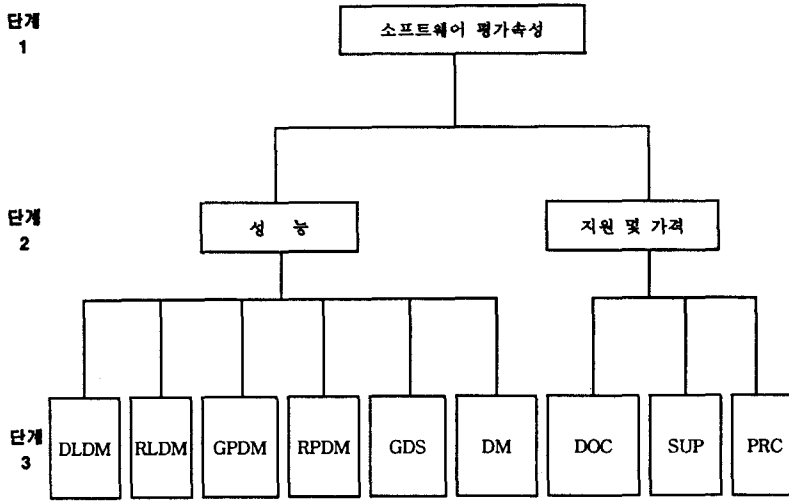 단계
1
소프트웨어 평가속성
단계
2
성 능
지원 및 가격
단계
3
DLDM
RLDM
GPDM
RPDM
GDS
DM
DOC
SUP
PRC